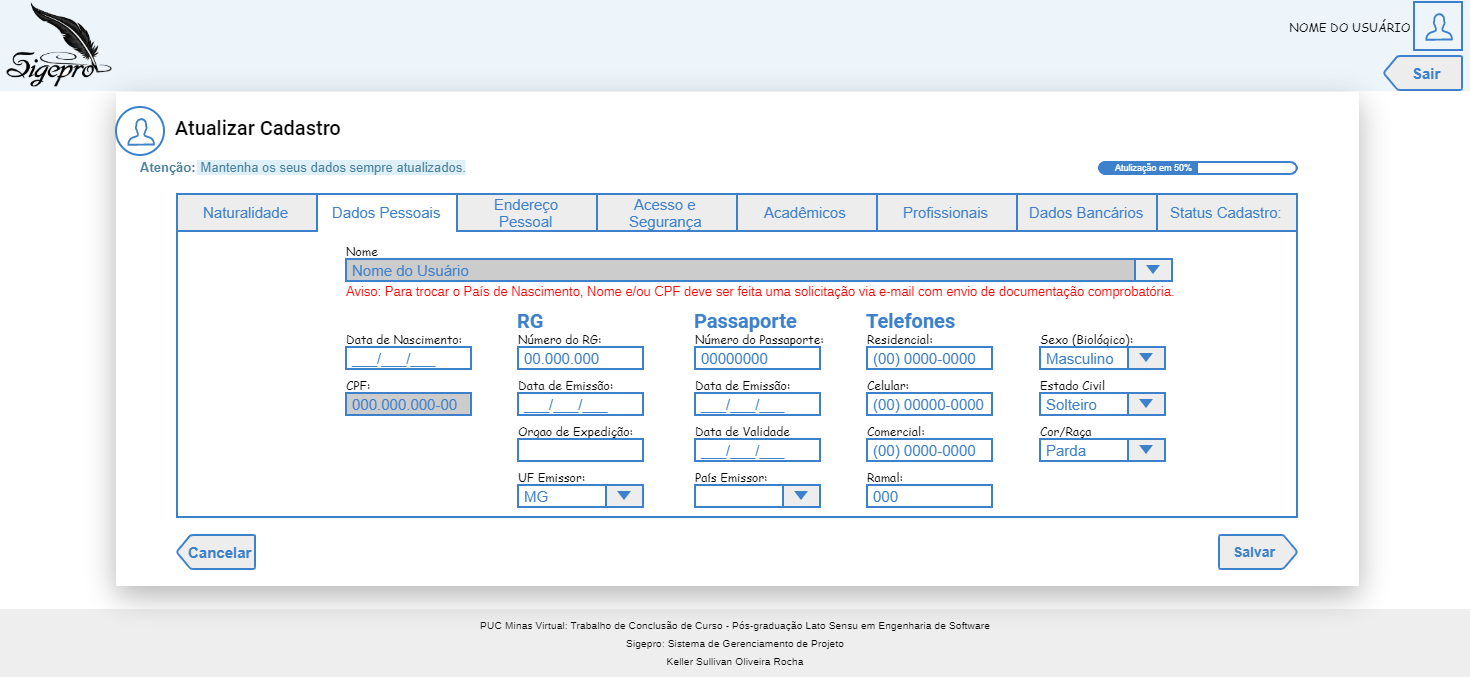 NOME DO USUÁRIO
Sigepro
Sair
Atualizar Cadastro
Atenção: Mantenha os seus dados sempre atualizados.
Atulização em 50%
Naturalidade
Dados Pessoais
Endereço
Pessoal
Acesso e
Segurança
Acadêmicos
Profissionais
Dados Bancários
Status Cadastro:
Nome
Nome do Usuário
Aviso: Para trocar o País de Nascimento, Nome e/ou CPF deve ser feita uma solicitação via e-mail com envio de documentação comprobatória.
Data de Nascimento:
___/___/___
CPF:
000.000.000-00
RG
Número do RG:
00.000.000
Data de Emissão:
___/___/___
Orgao de Expedição:
UF Emissor:
MG
Passaporte
Número do Passaporte:
00000000
Data de Emissão:
___/___/___
Data de Validade
___/___/___
País Emissor:
Telefones
Residencial:
(00) 0000-0000
Celular:
(00) 00000-0000
Comercial:
(00) 0000-0000
Ramal:
000
Sexo (Biológico):
Masculino
Estado Civil
Solteiro
Cor/Raça
Parda
Cancelar
Salvar
PUC Minas Virtual: Trabalho de Conclusão de Curso - Pós-graduação Lato Sensu em Engenharia de Software
Sigepro: Sistema de Gerenciamento de Projeto
Keller Sullivan Oliveira Rocha